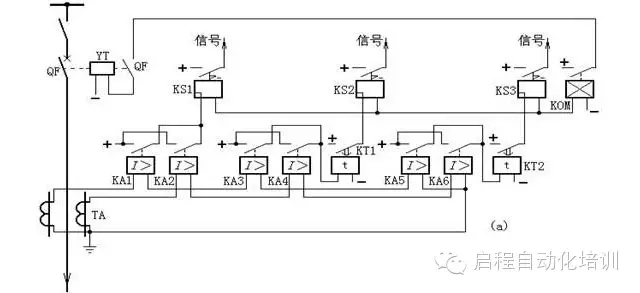 信号 信号 信号
YT
QF QF
KS1 KS2 KS3 KOM
KT1 KT2
I> I> I> I> t I> I> t
KA1 KA2 KA3 KA4 KA5 KA6
TA
(a)
启程自动化培训